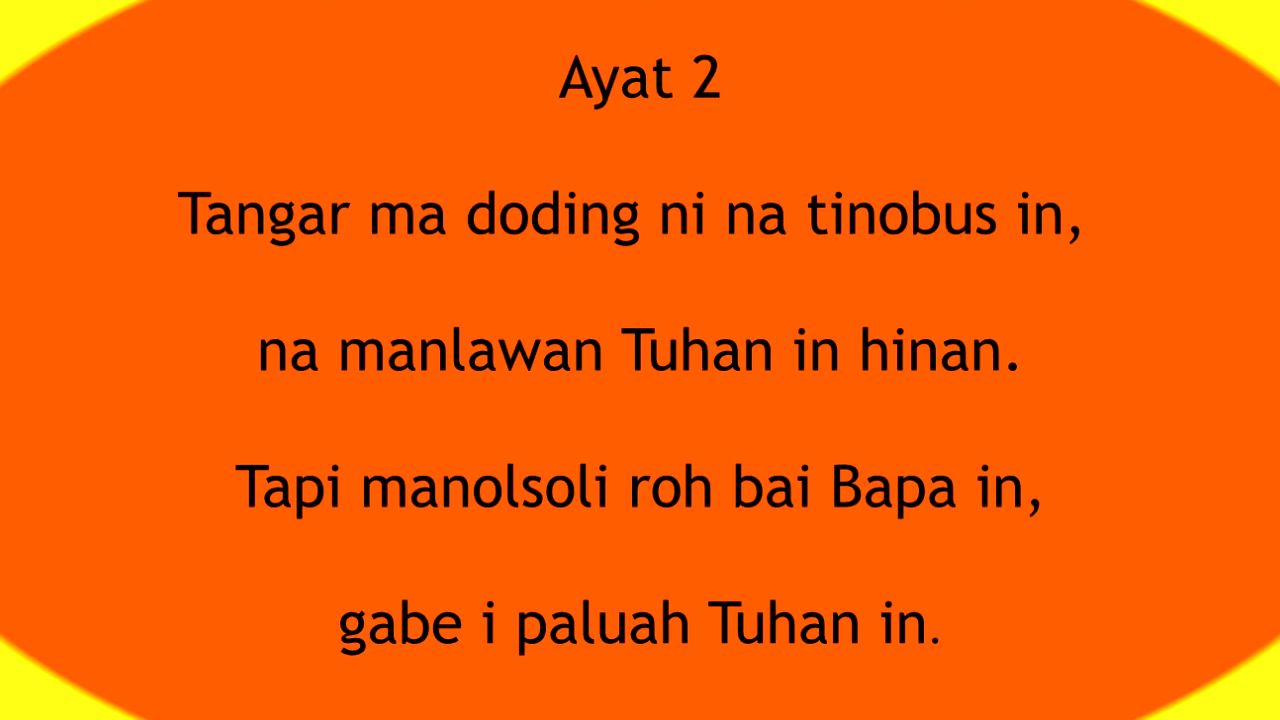 Ayat 2
Tangar ma doding ni na tinobus in,
na manlawan Tuhan in hinan.
Tapi manolsoli roh bai Bapa in,
gabe i paluah Tuhan in.